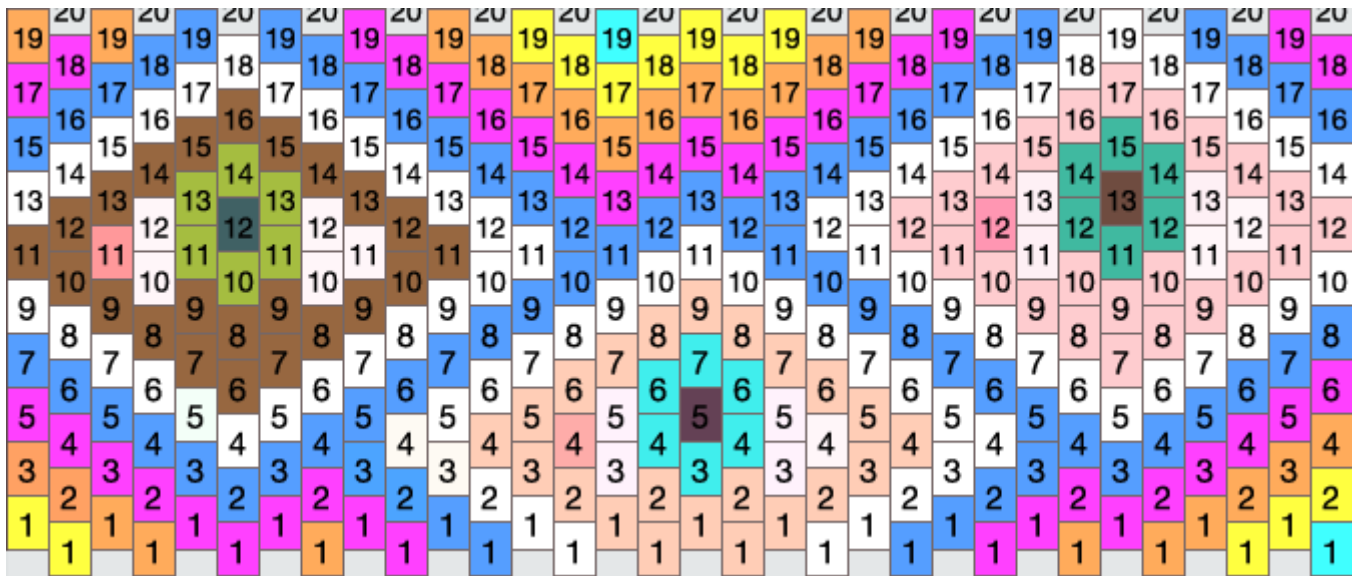 20 20 20 20 20 20 20 20 20 20 20 20 20 20 20 20
19 19 19 19 19 19 19 19 19 19 19 19 19 19 19 19
18 18 18 18 18 18 18 18 18 18 18 18 18 18 18 18
17 17 17 17 17 17 17 17 17 17 17 17 17 17 17 17
16 16 16 16 16 16 16 16 16 16 16 16 16 16 16 16
15 15 15 15 15 15 15 15 15 15 15 15 15 15 15 15
14 14 14 14 14 14 14 14 14 14 14 14 14 14 14 14
13 13 13 13 13 13 13 13 13 13 13 13 13 13 13 13
12 12 12 12 12 12 12 12 12 12 12 12 12 12 12 12
11 11 11 11 11 11 11 11 11 11 11 11 11 11 11 11
10 10 10 10 10 10 10 10 10 10 10 10 10 10 10 10
9 9 9 9 9 9 9 9 9 9 9 9 9 9 9 9
8 8 8 8 8 8 8 8 8 8 8 8 8 8 8 8
7 7 7 7 7 7 7 7 7 7 7 7 7 7 7 7
6 6 6 6 6 6 6 6 6 6 6 6 6 6 6 6
5 5 5 5 5 5 5 5 5 5 5 5 5 5 5 5
4 4 4 4 4 4 4 4 4 4 4 4 4 4 4 4
3 3 3 3 3 3 3 3 3 3 3 3 3 3 3 3
2 2 2 2 2 2 2 2 2 2 2 2 2 2 2 2
1 1 1 1 1 1 1 1 1 1 1 1 1 1 1 1
1 1 1 1 1 1 1 1 1 1 1 1 1 1 1 1